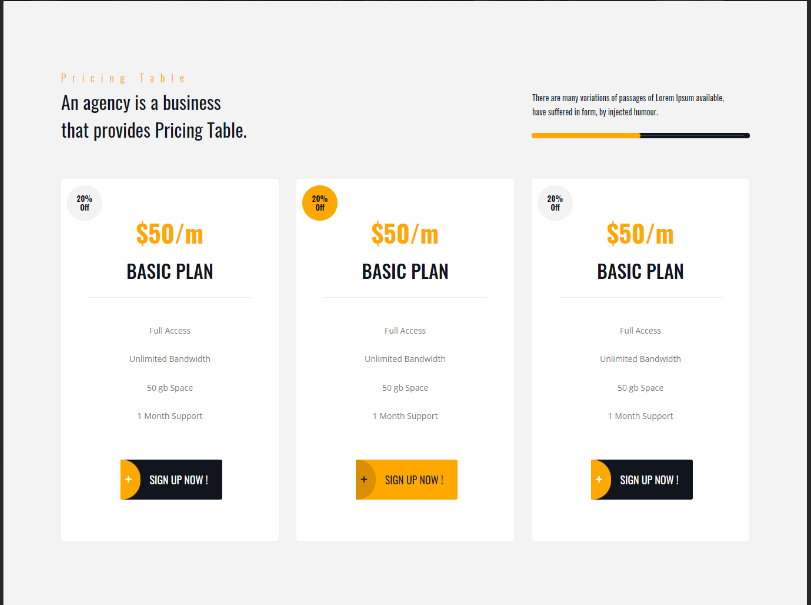 Pricing Table
An agency is a business
that provides Pricing Table.
There are many variations of passages of Lorem Ipsum available,
have suffered in form, by injected humour.
20%
Off
$50/m
BASIC PLAN
Full Access
Unlimited Bandwidth
50 gb Space
1 Month Support
+ SIGN UP NOW !
20%
Off
$50/m
BASIC PLAN
Full Access
Unlimited Bandwidth
50 gb Space
1 Month Support
+ SIGN UP NOW !
20%
Off
$50/m
BASIC PLAN
Full Access
Unlimited Bandwidth
50 gb Space
1 Month Support
+ SIGN UP NOW !